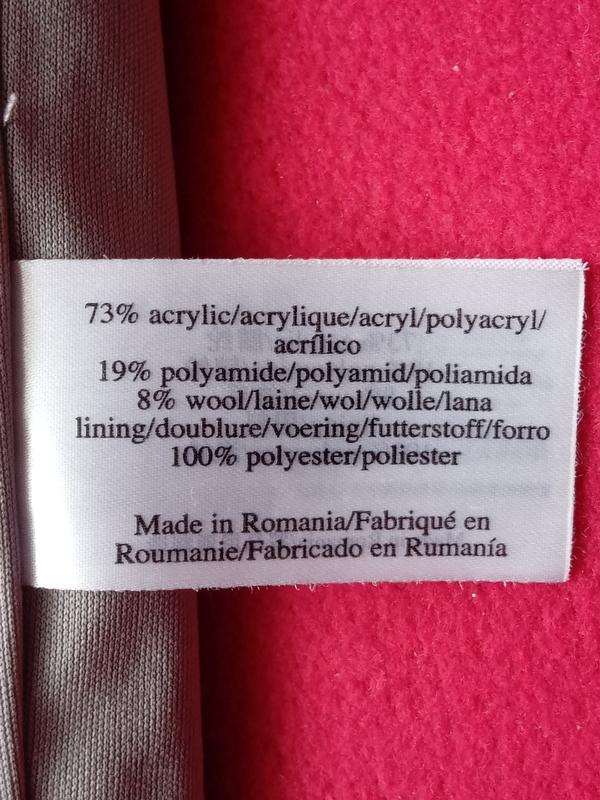 73% acrylic/acrylique/acryl/polyacryl/
acrílico
19% polyamide/polyamid/poliamida
8% wool/laine/wol/wolle/lana
lining/doublure/voering/futterstoff/forro
100% polyester/poliester
Made in Romania/Fabriqué en
Roumanie/Fabricado en Rumanía